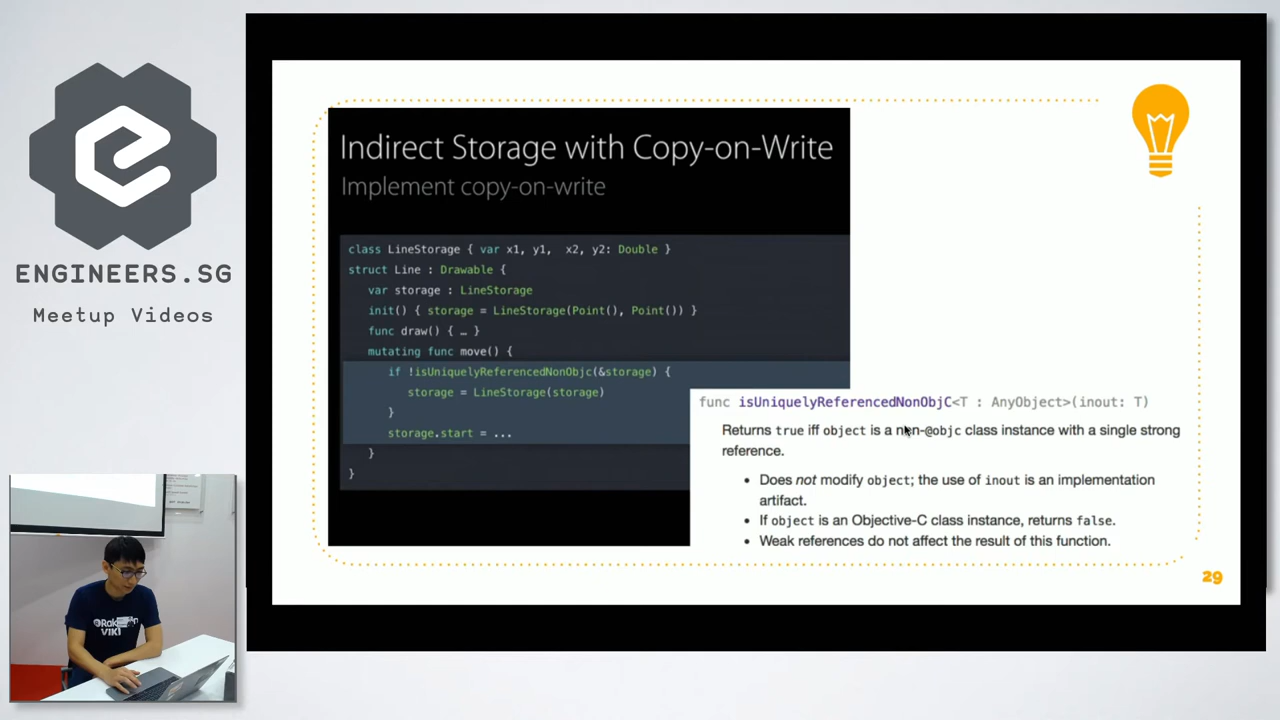 ENGINEERS.SG
Meetup Videos
Indirect Storage with Copy-on-Write
Implement copy-on-write
class LineStorage { var x1, y1, x2, y2: Double }
struct Line : Drawable {
var storage : LineStorage
init() { storage = LineStorage(Point(), Point()) }
func draw() { … }
mutating func move() {
if !isUniquelyReferencedNonObjc(&storage) {
storage = LineStorage(storage)
}
storage.start = ...
}
}
func isUniquelyReferencedNonObjC<T : AnyObject>(inout: T)
Returns true iff object is a non-@objc class instance with a single strong
reference.
• Does not modify object; the use of inout is an implementation
artifact.
• If object is an Objective-C class instance, returns false.
• Weak references do not affect the result of this function.
29
VIKI